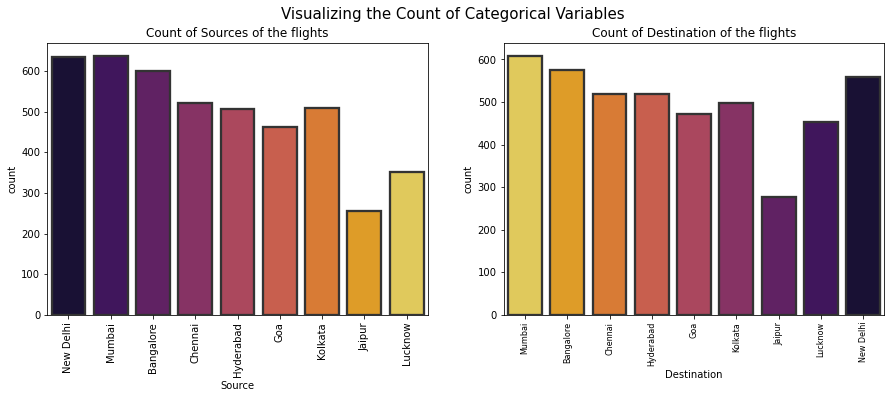 Visualizing the Count of Categorical Variables
Count of Sources of the flights
count
600
500
400
300
200
100
0
New Delhi
Mumbai
Bangalore
Chennai
Hyderabad
Goa
Kolkata
Jaipur
Lucknow
Source
Count of Destination of the flights
count
600
500
400
300
200
100
0
Mumbai
Bangalore
Chennai
Hyderabad
Goa
Kolkata
Jaipur
Lucknow
New Delhi
Destination